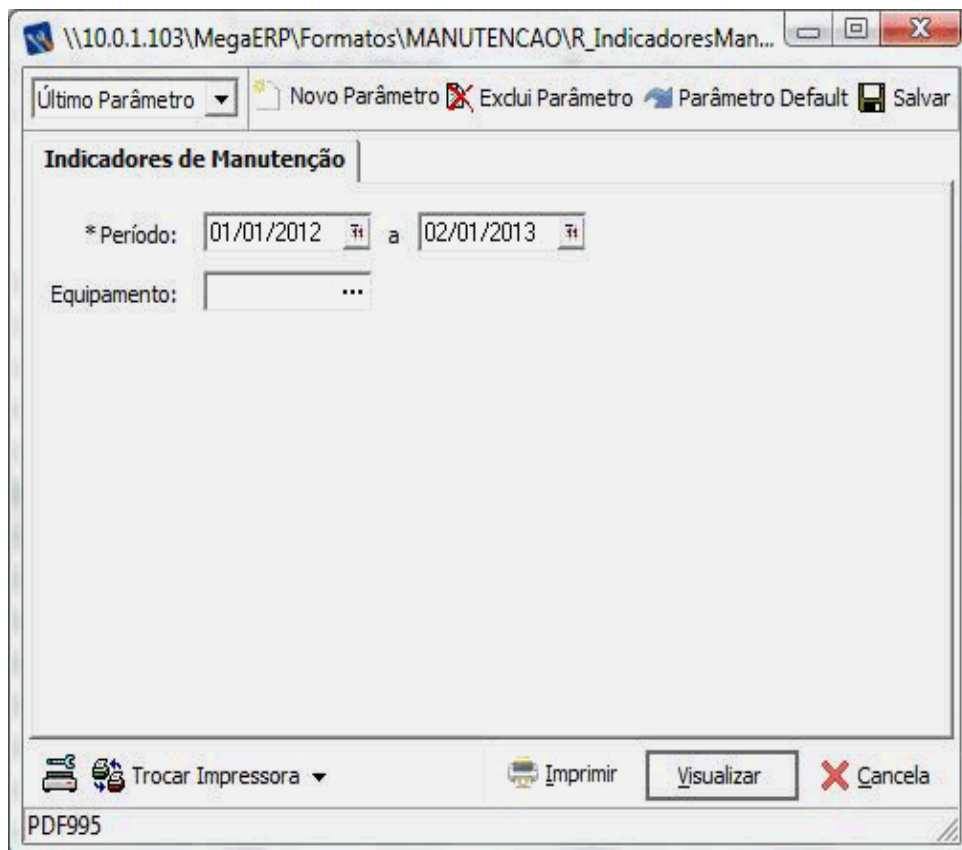 \\10.0.1.103\MegaERP\Formatos\MANUTENCAO\R_IndicadoresMan...
Último Parâmetro Novo Parâmetro Exclui Parâmetro Parâmetro Default Salvar
Indicadores de Manutenção
* Período: 01/01/2012 a 02/01/2013
Equipamento: ...
Trocar Impressora Imprimir Visualizar Cancela
PDF995